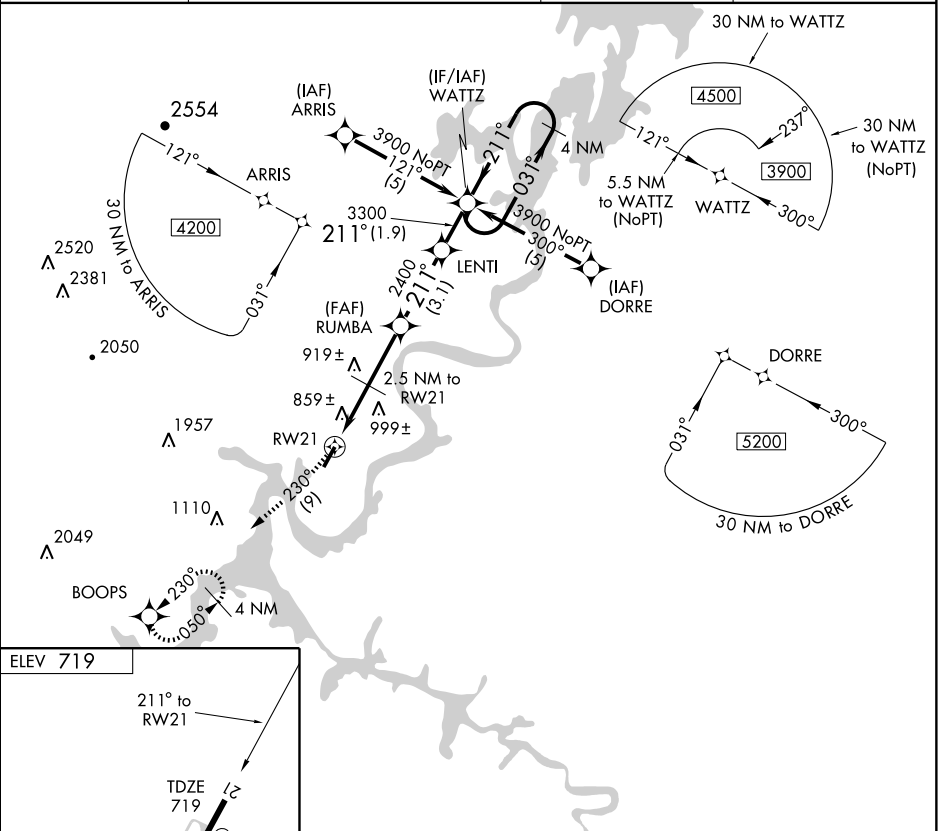 30 NM to WATTZ
4500
121°
237°
30 NM
to WATTZ
(NoPT)
3900
5.5 NM
to WATTZ
(NoPT)
WATTZ
300°
(IAF)
ARRIS
(IF/IAF)
WATTZ
2554
121°
ARRIS
4200
30 NM to ARRIS
031°
3900 NoPT
121°
(5)
211°
031°
4 NM
3300
211° (1.9)
3900 NoPT
300°
(5)
LENTI
(IAF)
DORRE
2520
2381
2400
211°
(3.1)
(FAF)
RUMBA
2050
919±
2.5 NM to
RW21
859±
999±
DORRE
031°
300°
5200
30 NM to DORRE
1957
RW21
230°
(9)
1110
2049
BOOPS
230°
050°
4 NM
ELEV 719
211° to
RW21
21
TDZE
719